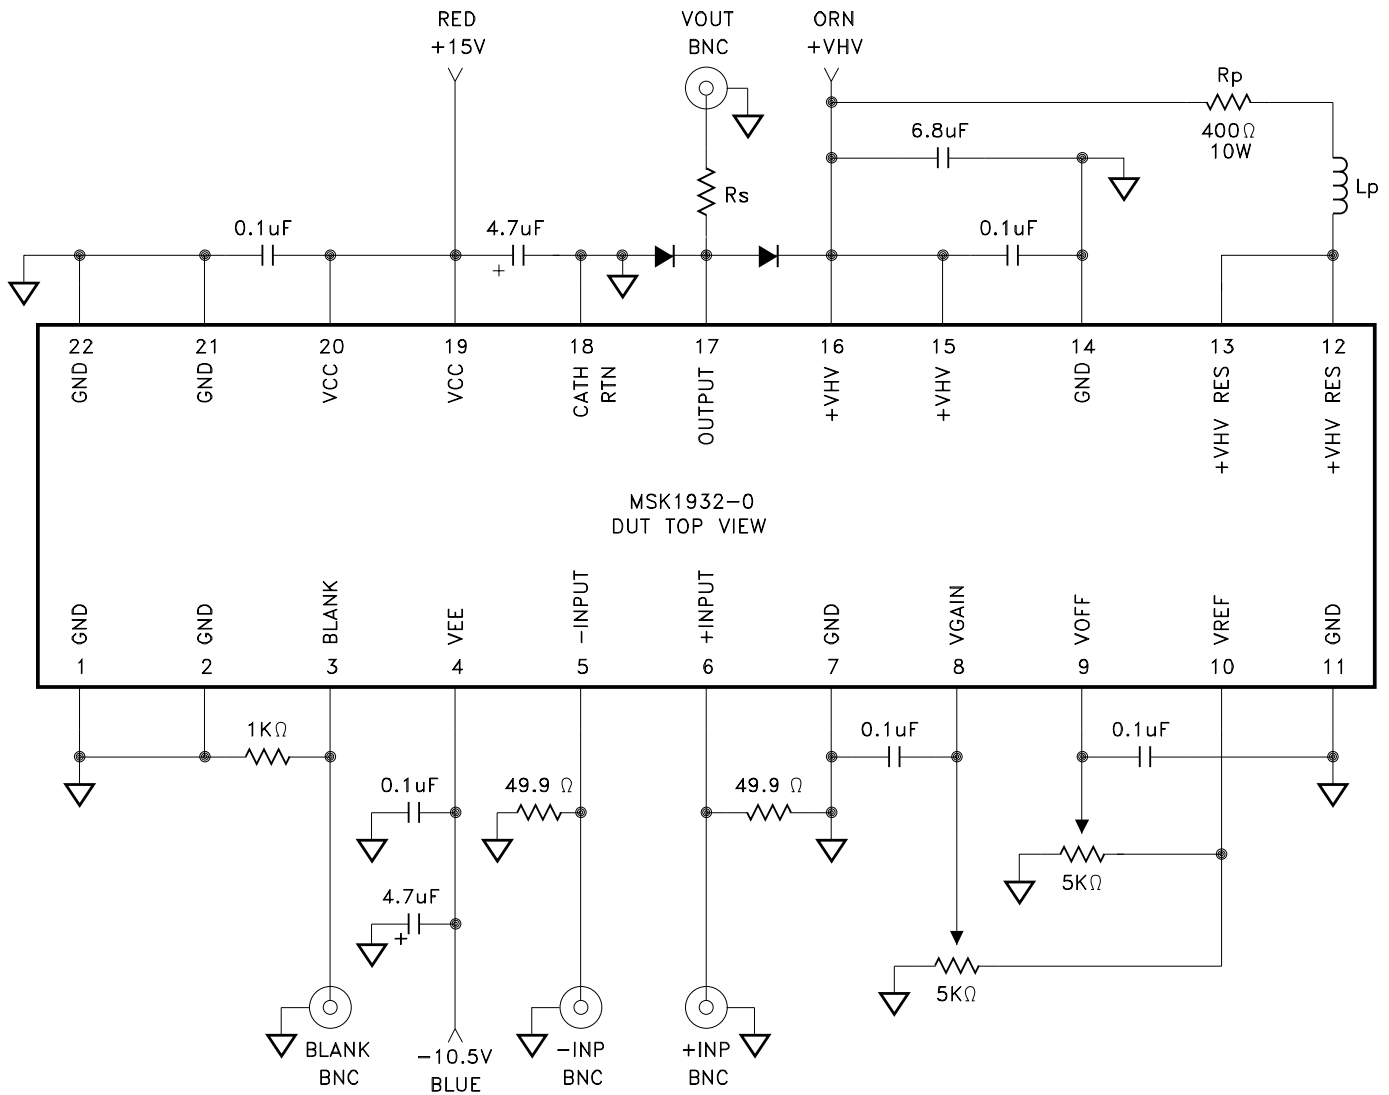 RED
+15V
VOUT
BNC
ORN
+VHV
Rp
400Ω
10W
6.8uF
Lp
Rs
0.1uF
4.7uF
+
0.1uF
22
21
20
19
18
17
16
15
14
13
12
GND
GND
VCC
VCC
CATH
RTN
OUTPUT
+VHV
+VHV
GND
+VHV RES
+VHV RES
MSK1932-0
DUT TOP VIEW
GND
GND
BLANK
VEE
-INPUT
+INPUT
GND
VGAIN
VOFF
VREF
GND
1
2
3
4
5
6
7
8
9
10
11
1KΩ
0.1uF
0.1uF
0.1uF
49.9 Ω
49.9 Ω
5KΩ
4.7uF
+
5KΩ
BLANK
BNC
-10.5V
BLUE
-INP
BNC
+INP
BNC